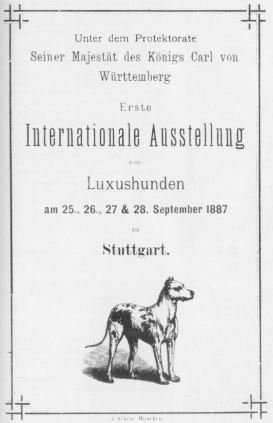 Unter dem Protektorate
Seiner Majestät des Königs Carl von
Württemberg
Erste
Internationale Ausstellung
von
Luxushunden
am 25., 26., 27 & 28. September 1887
zu
Stuttgart.